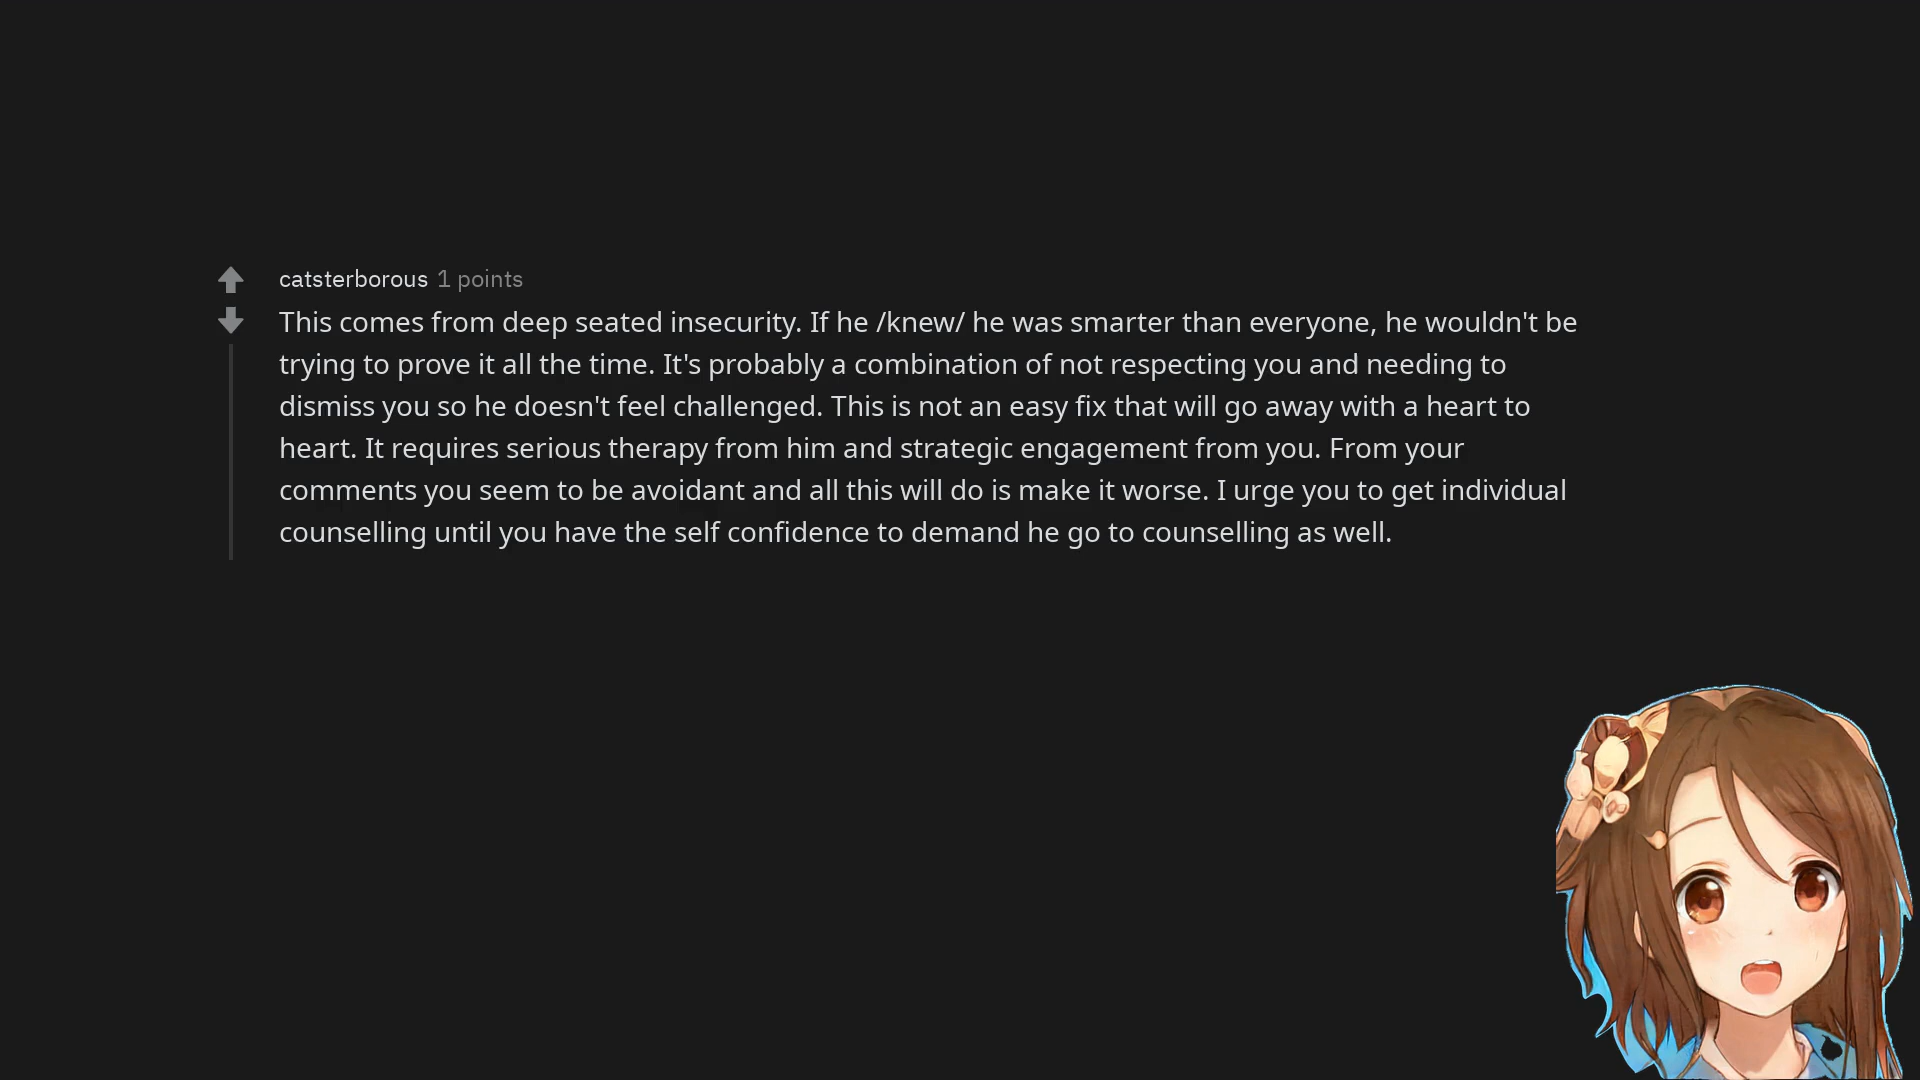 catsterborous 1 points
This comes from deep seated insecurity. If he /knew/ he was smarter than everyone, he wouldn't be
trying to prove it all the time. It's probably a combination of not respecting you and needing to
dismiss you so he doesn't feel challenged. This is not an easy fix that will go away with a heart to
heart. It requires serious therapy from him and strategic engagement from you. From your
comments you seem to be avoidant and all this will do is make it worse. I urge you to get individual
counselling until you have the self confidence to demand he go to counselling as well.